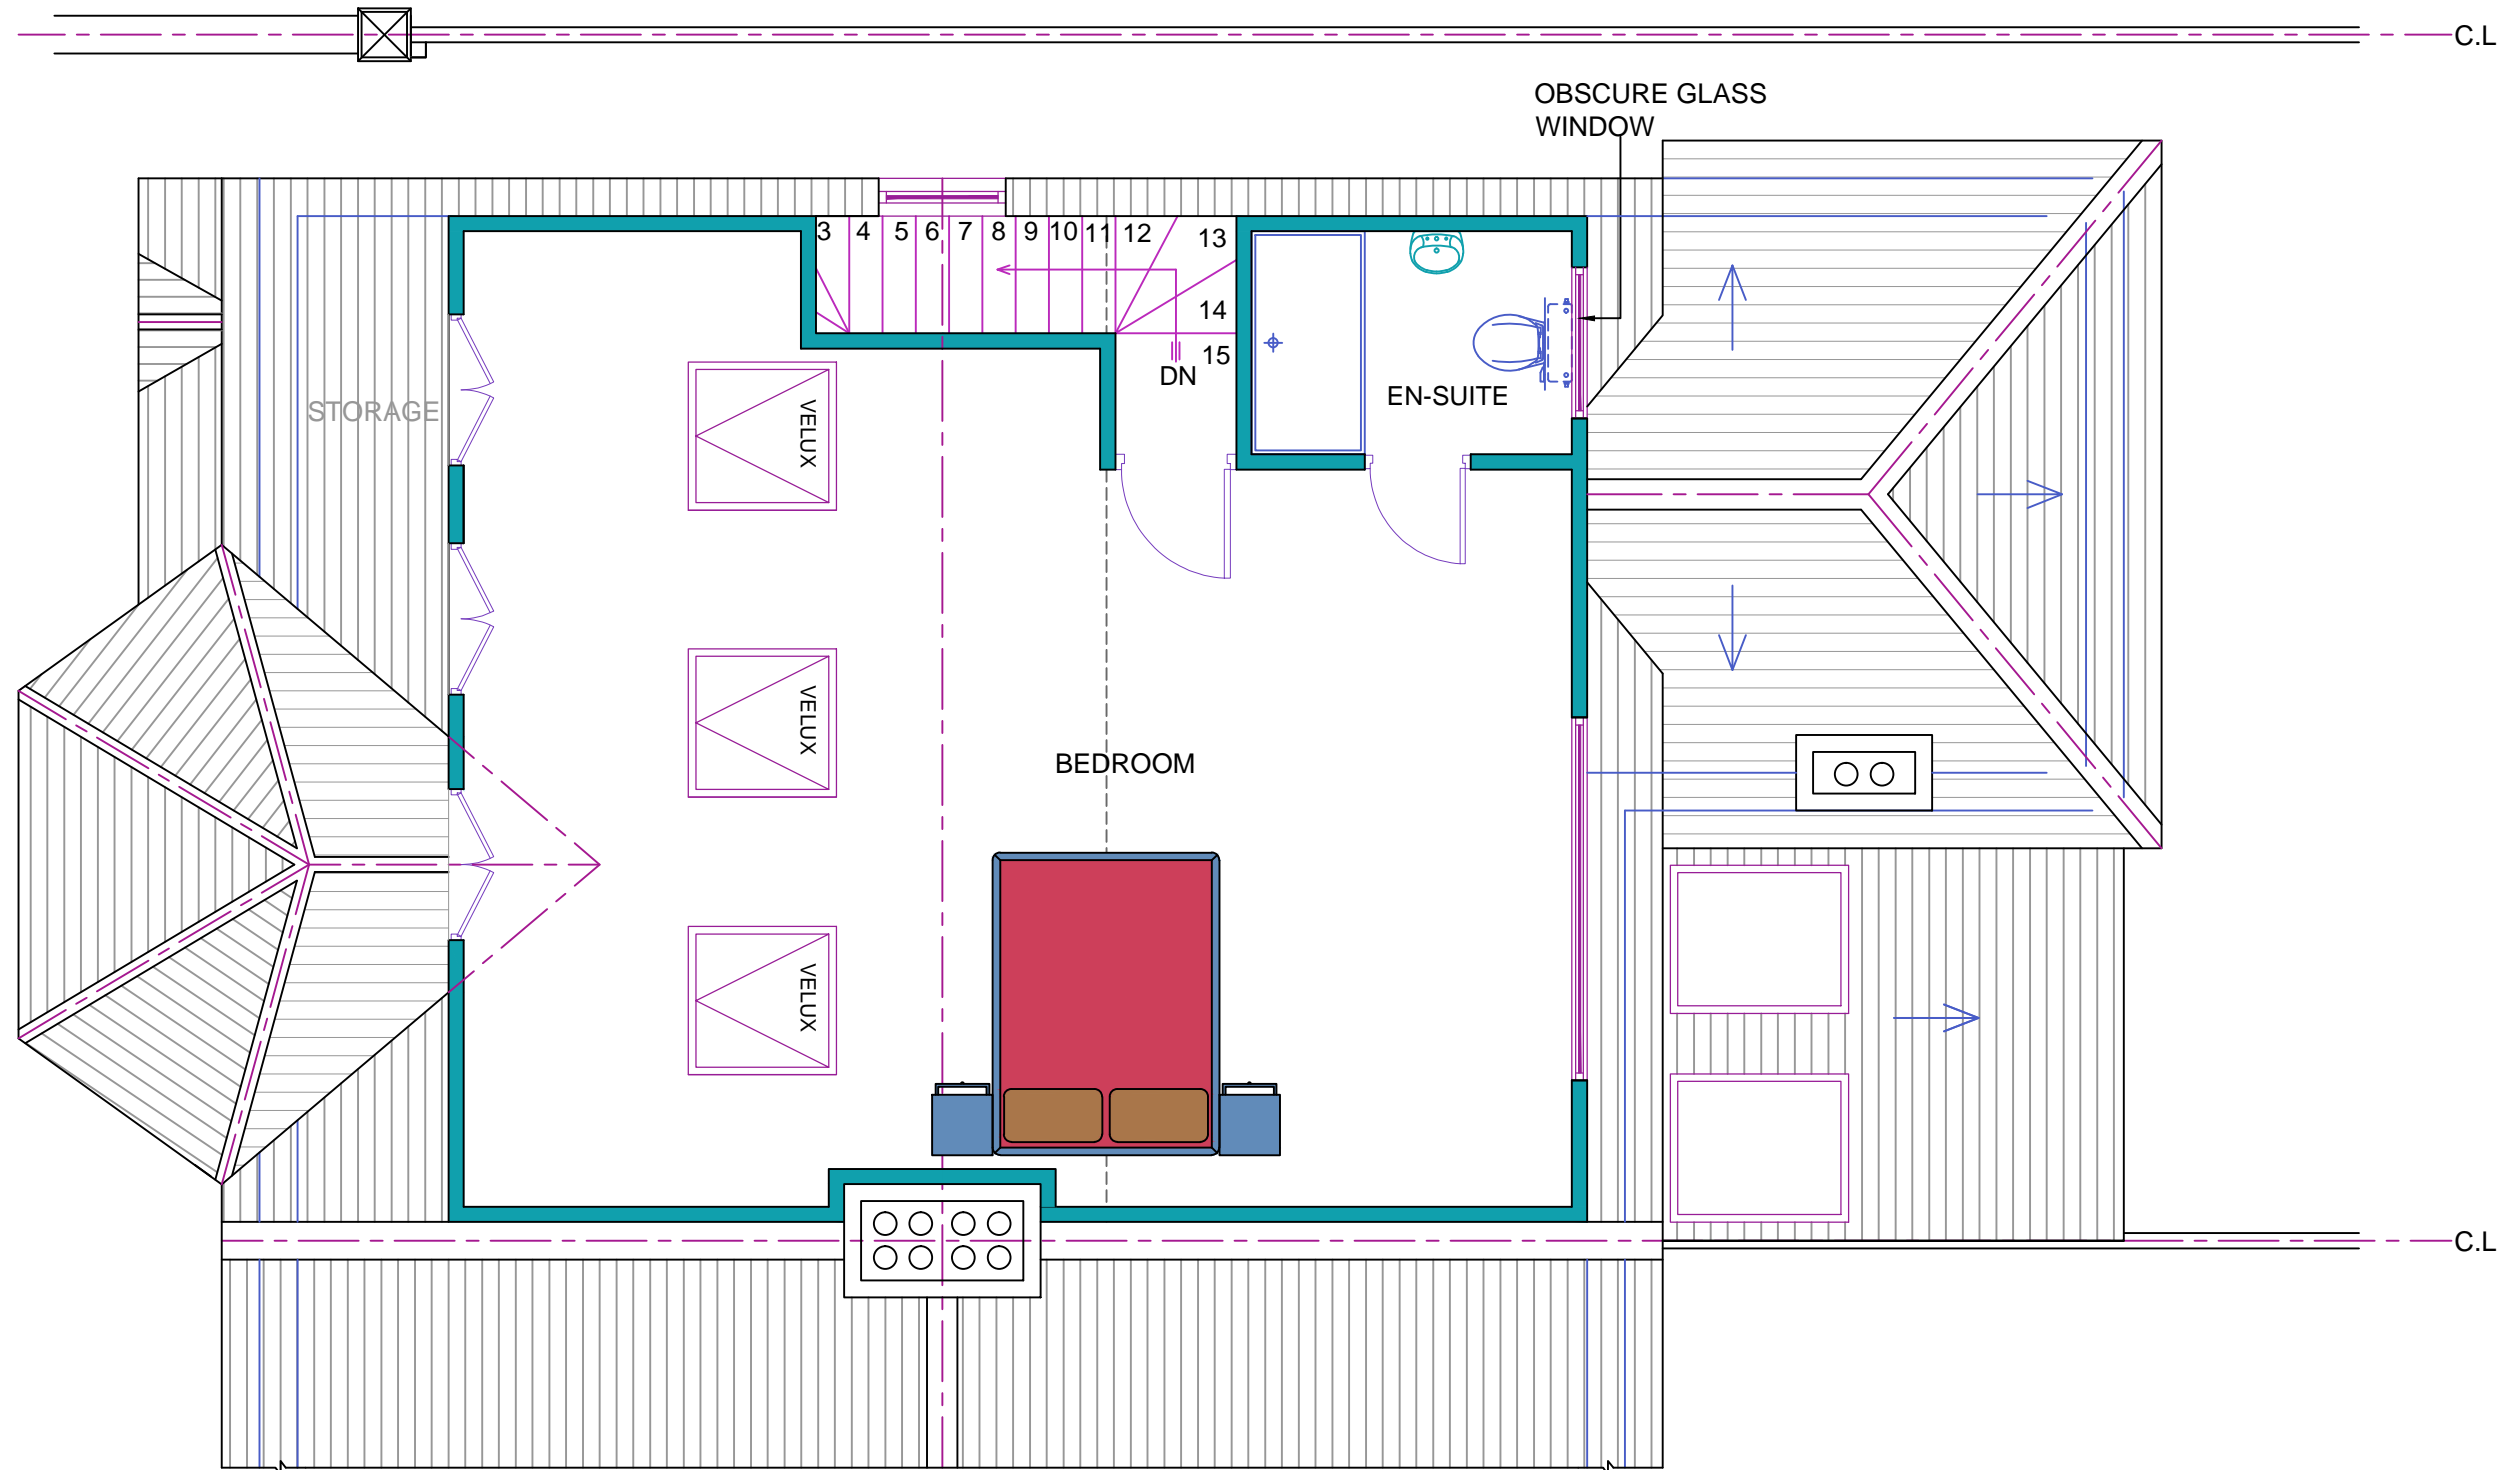 C.L
OBSCURE GLASS
WINDOW
3 4 5 6 7 8 9 10 11 12 13
14
15
DN
EN-SUITE
STORAGE
VELUX
VELUX
BEDROOM
VELUX
C.L